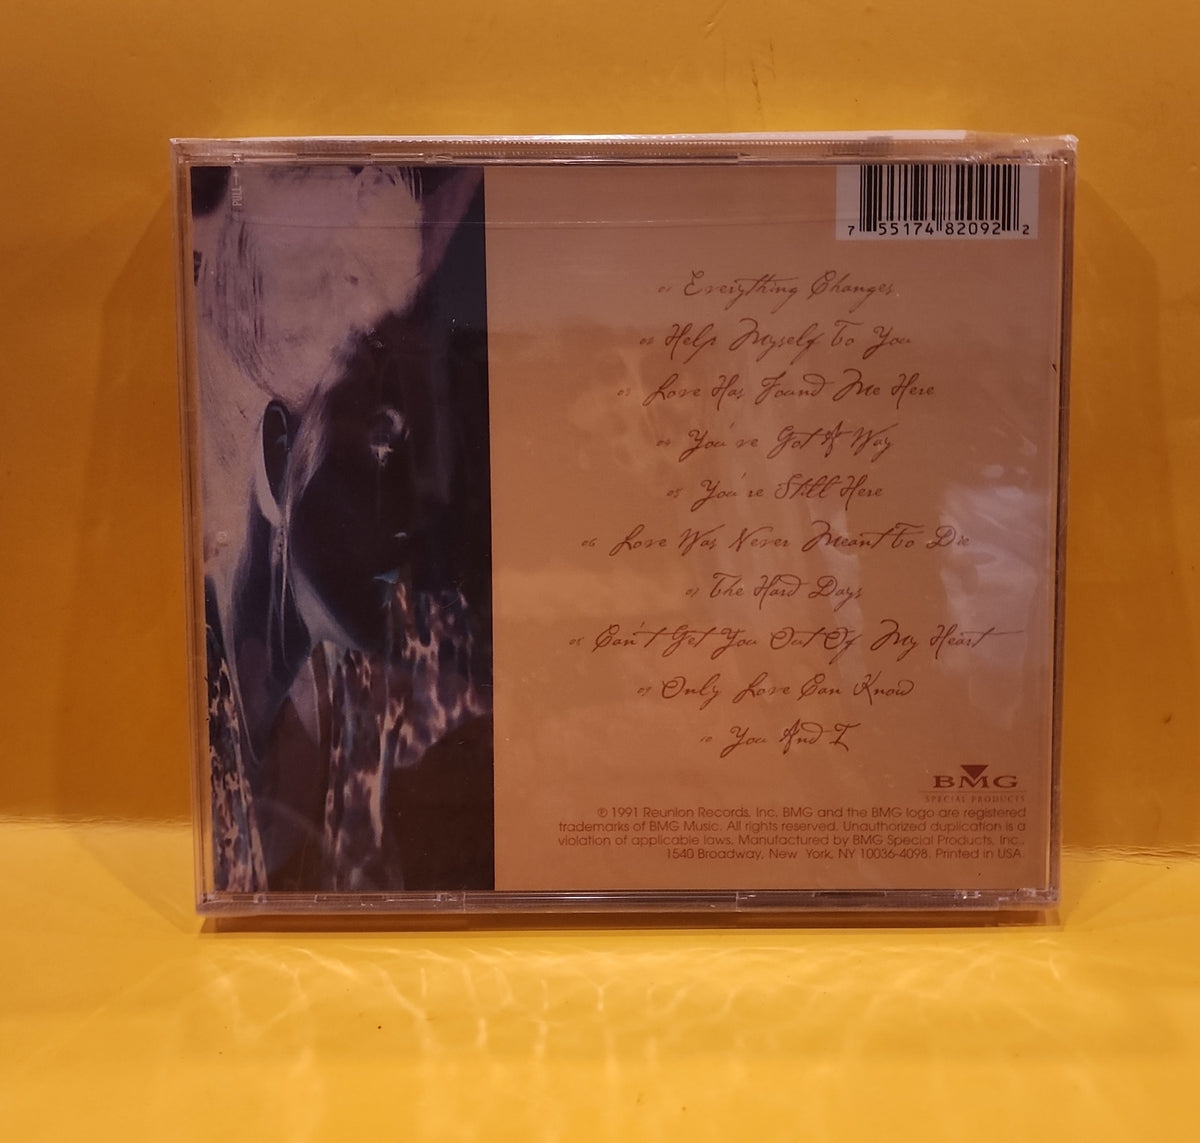 PULL
7 55174 82092 2
01 Everything Changes
02 Help Myself To You
03 Love Has Found Me Here
04 You've Got A Way
05 You're Still Here
06 Love Was Never Meant To Die
07 The Hard Days
08 Can't Get You Out Of My Heart
09 Only Love Can Know
10 You And I
BMG
SPECIAL PRODUCTS
℗ 1991 Reunion Records, Inc. BMG and the BMG logo are registered
trademarks of BMG Music. All rights reserved. Unauthorized duplication is a
violation of applicable laws. Manufactured by BMG Special Products, Inc.,
1540 Broadway, New York, NY 10036-4098. Printed in USA.